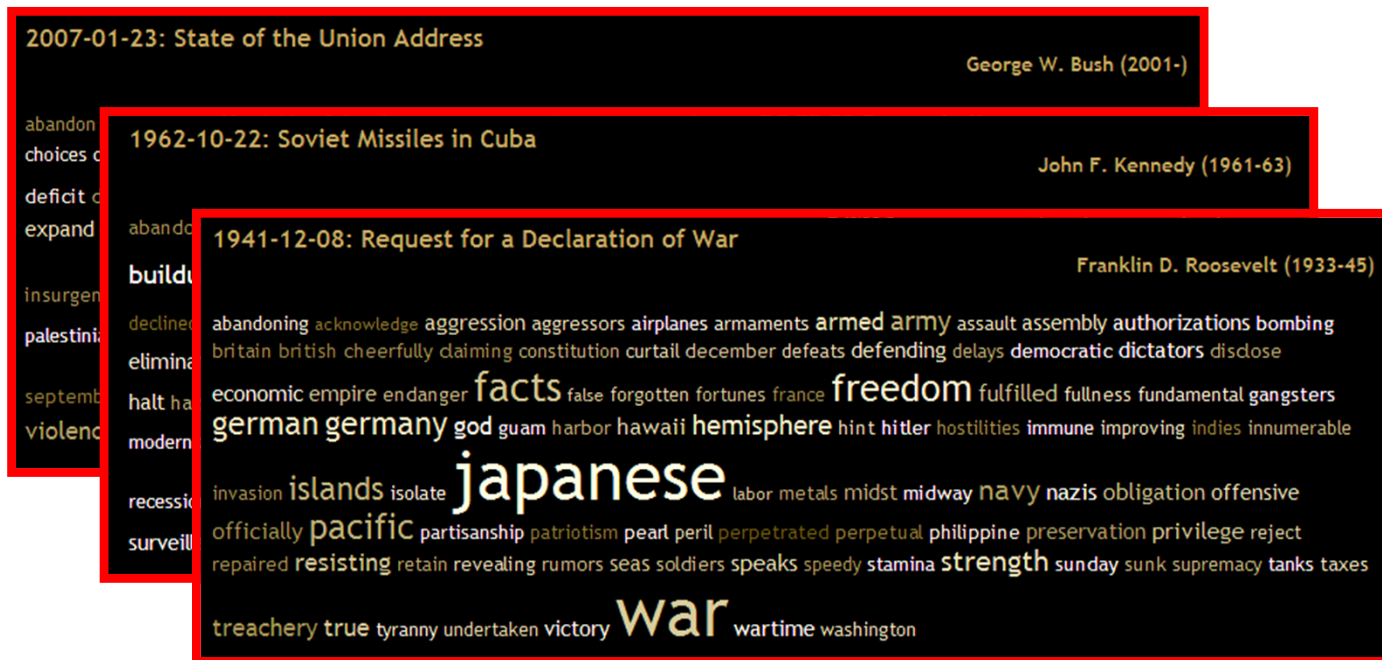 2007-01-23: State of the Union Address
George W. Bush (2001-)
abandon
choices
deficit
expand
palestini
septemb
violenc
1962-10-22: Soviet Missiles in Cuba
John F. Kennedy (1961-63)
abando
buildu
declined
elimina
halt ha
modern
recessio
surveill
1941-12-08: Request for a Declaration of War
Franklin D. Roosevelt (1933-45)
abandoning acknowledge aggression aggressors airplanes armaments armed army assault assembly authorizations bombing
britain british cheerfully claiming constitution curtail december defeats defending delays democratic dictators disclose
economic empire endanger facts false forgotten fortunes france freedom fulfilled fullness fundamental gangsters
german germany god guam harbor hawaii hemisphere hint hitler hostilities immune improving indies innumerable
invasion islands isolate japanese labor metals midst midway navy nazis obligation offensive
officially pacific partisanship patriotism pearl peril perpetrated perpetual philippine preservation privilege reject
repaired resisting retain revealing rumors seas soldiers speaks speedy stamina strength sunday sunk supremacy tanks taxes
treachery true tyranny undertaken victory war wartime washington